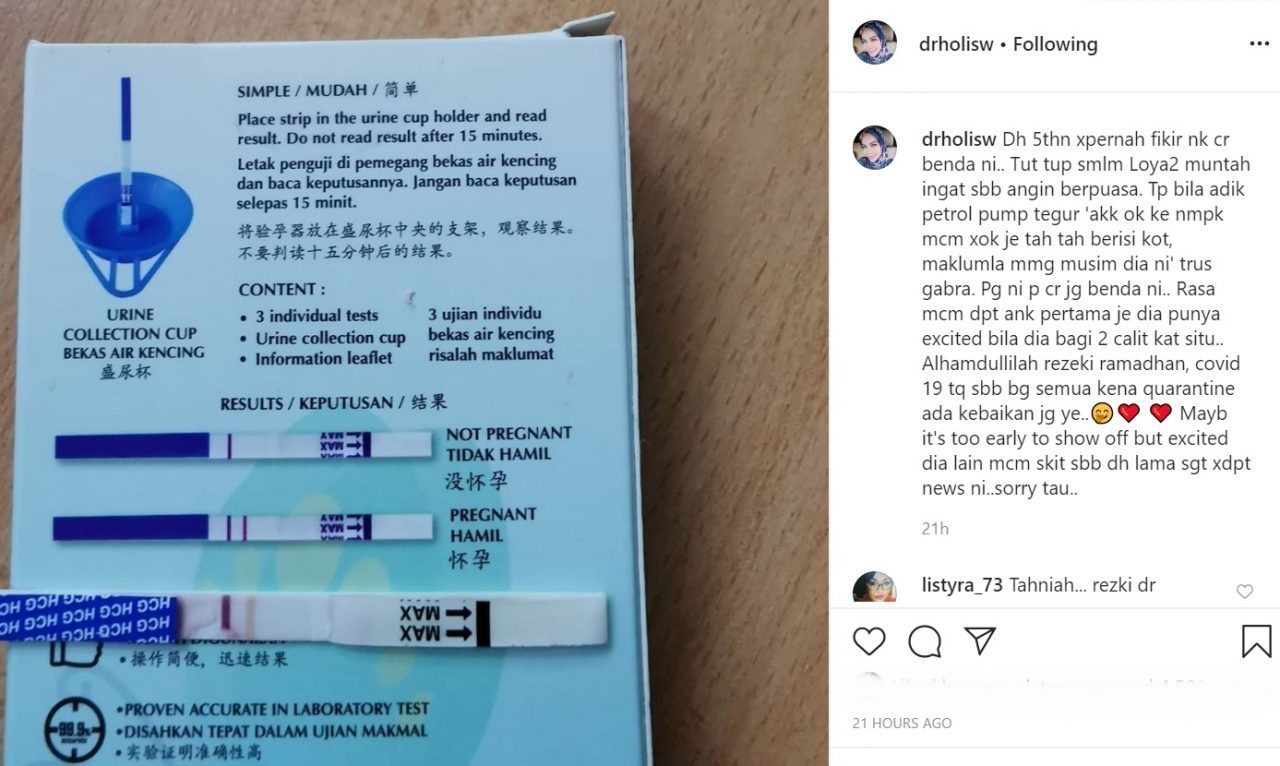 SIMPLE / MUDAH / 简单
Place strip in the urine cup holder and read
result. Do not read result after 15 minutes.
Letak penguji di pemegang bekas air kencing
dan baca keputusannya. Jangan baca keputusan
selepas 15 minit.
将验孕器放在盛尿杯中央的支架，观察结果。
不要判读十五分钟后的结果。
URINE
COLLECTION CUP
BEKAS AIR KENCING
盛尿杯
CONTENT :
• 3 individual tests
• Urine collection cup
• Information leaflet
3 ujian individu
bekas air kencing
risalah maklumat
RESULTS / KEPUTUSAN / 结果
MAX
MAX
NOT PREGNANT
TIDAK HAMIL
没怀孕
MAX
MAX
PREGNANT
HAMIL
怀孕
HCG HCG HCG HCG
HCG HCG HCG HCG
MAX
MAX
• 操作简便，迅速结果
99.9%
•PROVEN ACCURATE IN LABORATORY TEST
•DISAHKAN TEPAT DALAM UJIAN MAKMAL
•实验证明准确性高
drholisw • Following
drholisw Dh 5thn xpernah fikir nk cr
benda ni.. Tut tup smlm Loya2 muntah
ingat sbb angin berpuasa. Tp bila adik
petrol pump tegur 'akk ok ke nmpk
mcm xok je tah tah berisi kot,
maklumla mmg musim dia ni' trus
gabra. Pg ni p cr jg benda ni.. Rasa
mcm dpt ank pertama je dia punya
excited bila dia bagi 2 calit kat situ..
Alhamdullilah rezeki ramadhan, covid
19 tq sbb bg semua kena quarantine
ada kebaikan jg ye..🤭❤️ ❤️ Mayb
it's too early to show off but excited
dia lain mcm skit sbb dh lama sgt xdpt
news ni..sorry tau..
21h
listyra_73 Tahniah... rezki dr
21 HOURS AGO